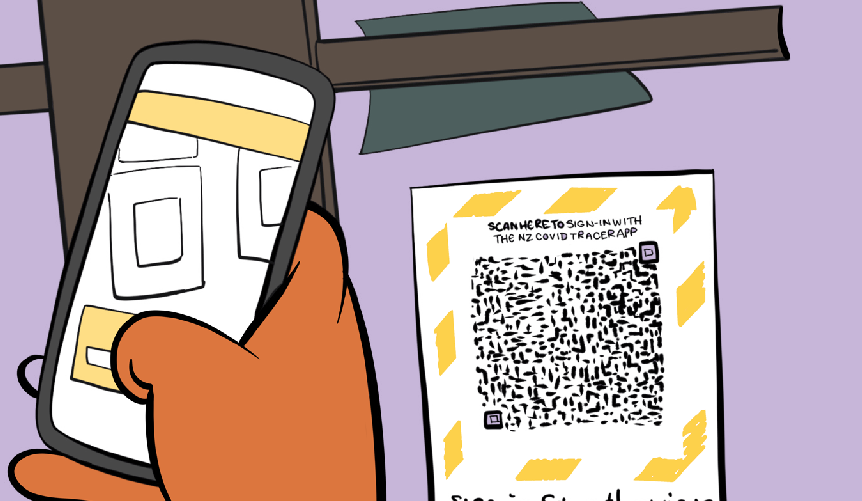 SCAN HERE TO SIGN-IN WITH
THE NZ COVID TRACER APP